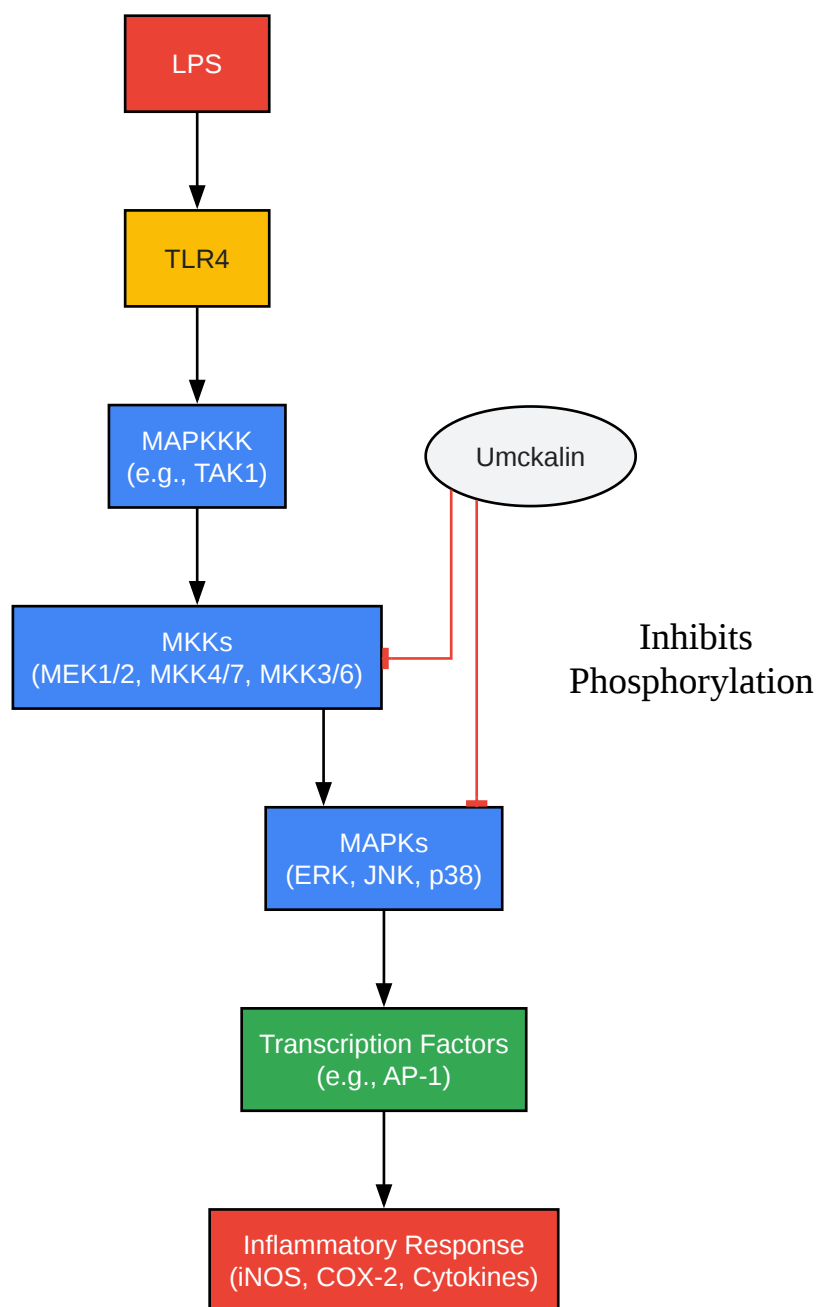 LPS
TLR4
MAPKKK
(e.g., TAK1)
Umckalin
MKKs
(MEK1/2, MKK4/7, MKK3/6)
Inhibits
Phosphorylation
MAPKs
(ERK, JNK, p38)
Transcription Factors
(e.g., AP-1)
Inflammatory Response
(iNOS, COX-2, Cytokines)